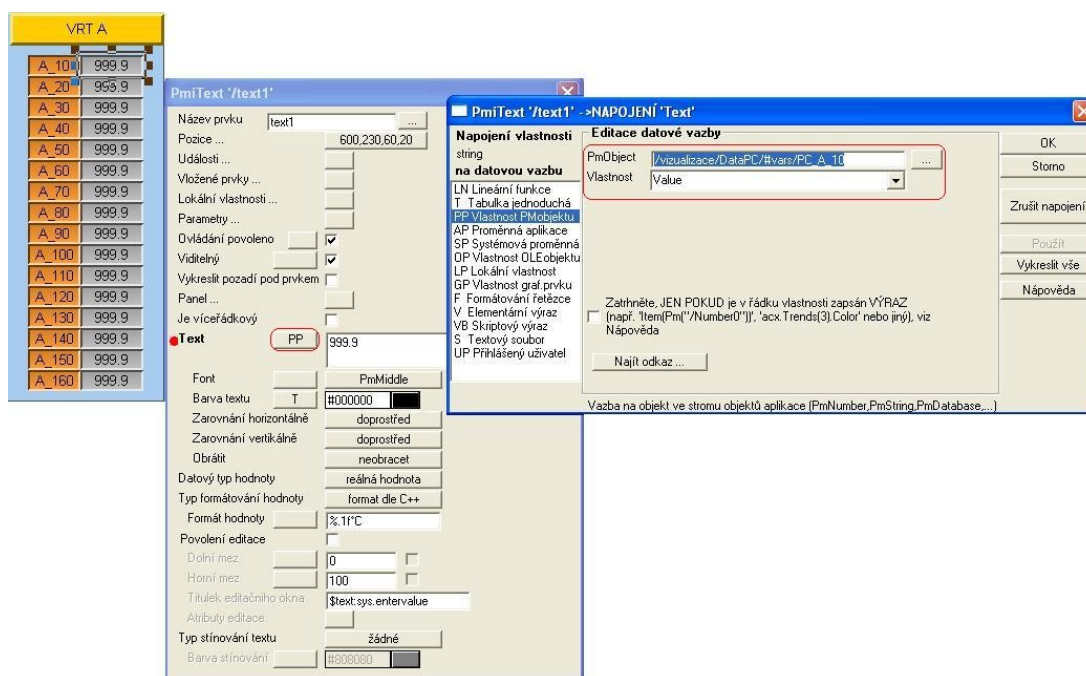 VRT A
A_10 999.9
A_20 999.9
A_30 999.9
A_40 999.9
A_50 999.9
A_60 999.9
A_70 999.9
A_80 999.9
A_90 999.9
A_100 999.9
A_110 999.9
A_120 999.9
A_130 999.9
A_140 999.9
A_150 999.9
A_160 999.9
PmiText '/text1'
Název prvku text1 ...
Pozice ... 600,230,60,20
Události ...
Vložené prvky ...
Lokální vlastnosti ...
Parametry ...
Ovládání povoleno
Viditelný
Vykreslit pozadí pod prvkem
Panel ...
Je víceřádkový
Text PP 999.9
Font PmMiddle
Barva textu T #000000
Zarovnání horizontálně doprostřed
Zarovnání vertikálně doprostřed
Obrátit neobracet
Datový typ hodnoty reálná hodnota
Typ formátování hodnoty format dle C++
Formát hodnoty %.1f°C
Povolení editace
Dolní mez 0
Horní mez 100
Titulek editačního okna $text:sys.entervalue
Atributy editace
Typ stínování textu žádné
Barva stínování #808080
PmiText '/text1' ->NAPOJENÍ 'Text'
Napojení vlastnosti
string
na datovou vazbu
LN Lineární funkce
T Tabulka jednoduchá
PP Vlastnost PMobjektu
AP Proměnná aplikace
SP Systémová proměnná
OP Vlastnost OLEobjektu
LP Lokální vlastnost
GP Vlastnost graf.prvku
F Formátování řetězce
V Elementární výraz
VB Skriptový výraz
S Textový soubor
UP Přihlášený uživatel
Editace datové vazby
PmObject /vizualizace/DataPC/#vars/PC_A_10 ...
Vlastnost Value
Zatrhněte, JEN POKUD je v řádku vlastnosti zapsán VÝRAZ
(např. 'Item(Pm("/Number0"))', 'acx.Trends(3).Color' nebo jiný), viz
Nápověda
Najít odkaz ...
Vazba na objekt ve stromu objektů aplikace (PmNumber,PmString,PmDatabase,...)
OK
Storno
Zrušit napojení
Použít
Vykreslit vše
Nápověda